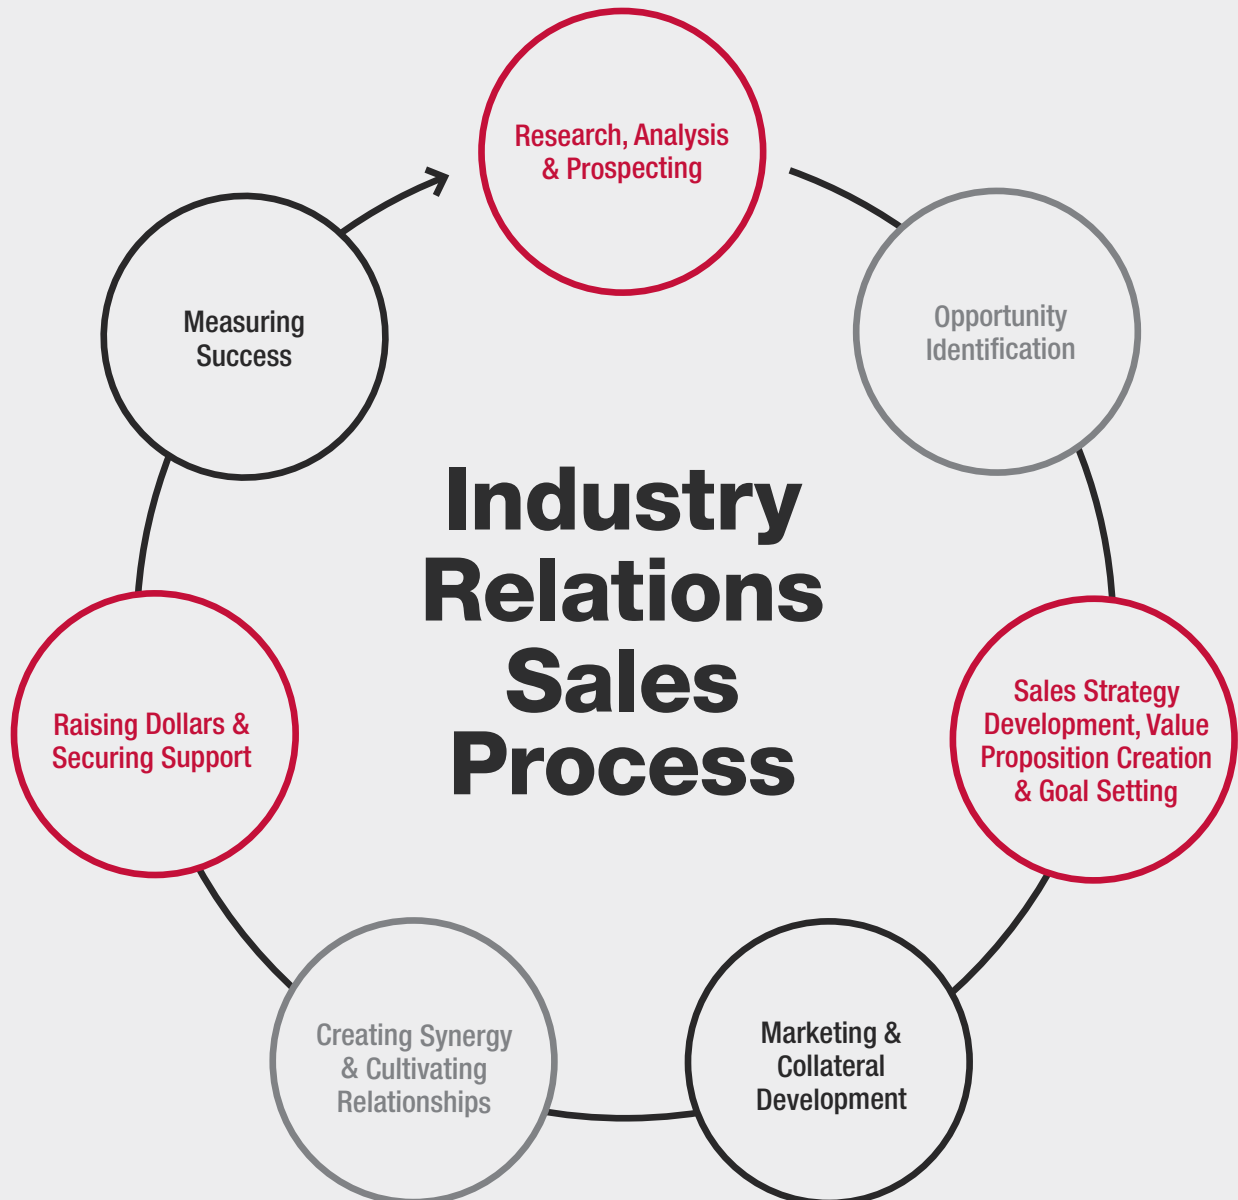 Research, Analysis
& Prospecting
Opportunity
Identification
Sales Strategy
Development, Value
Proposition Creation
& Goal Setting
Marketing &
Collateral
Development
Creating Synergy
& Cultivating
Relationships
Raising Dollars &
Securing Support
Measuring
Success
Industry
Relations
Sales
Process